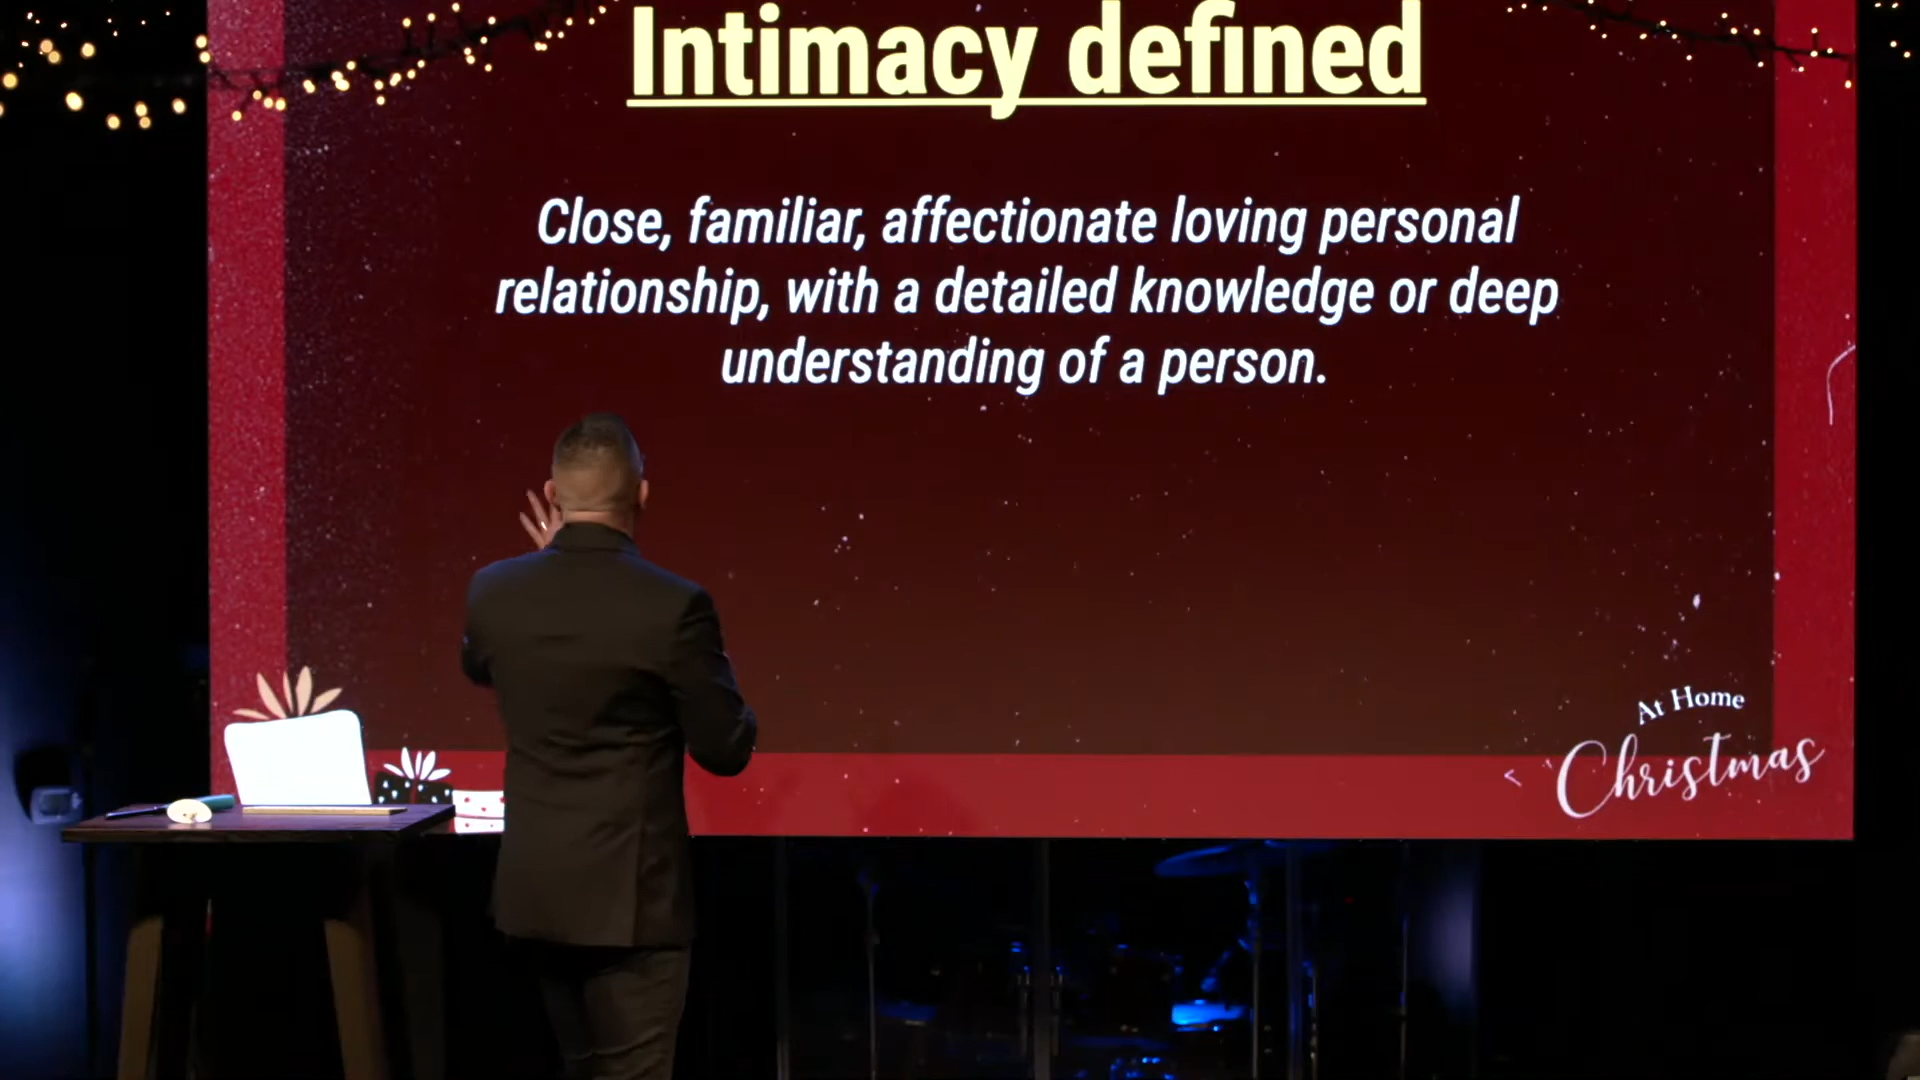 Intimacy defined
Close, familiar, affectionate loving personal
relationship, with a detailed knowledge or deep
understanding of a person.
At Home
Christmas